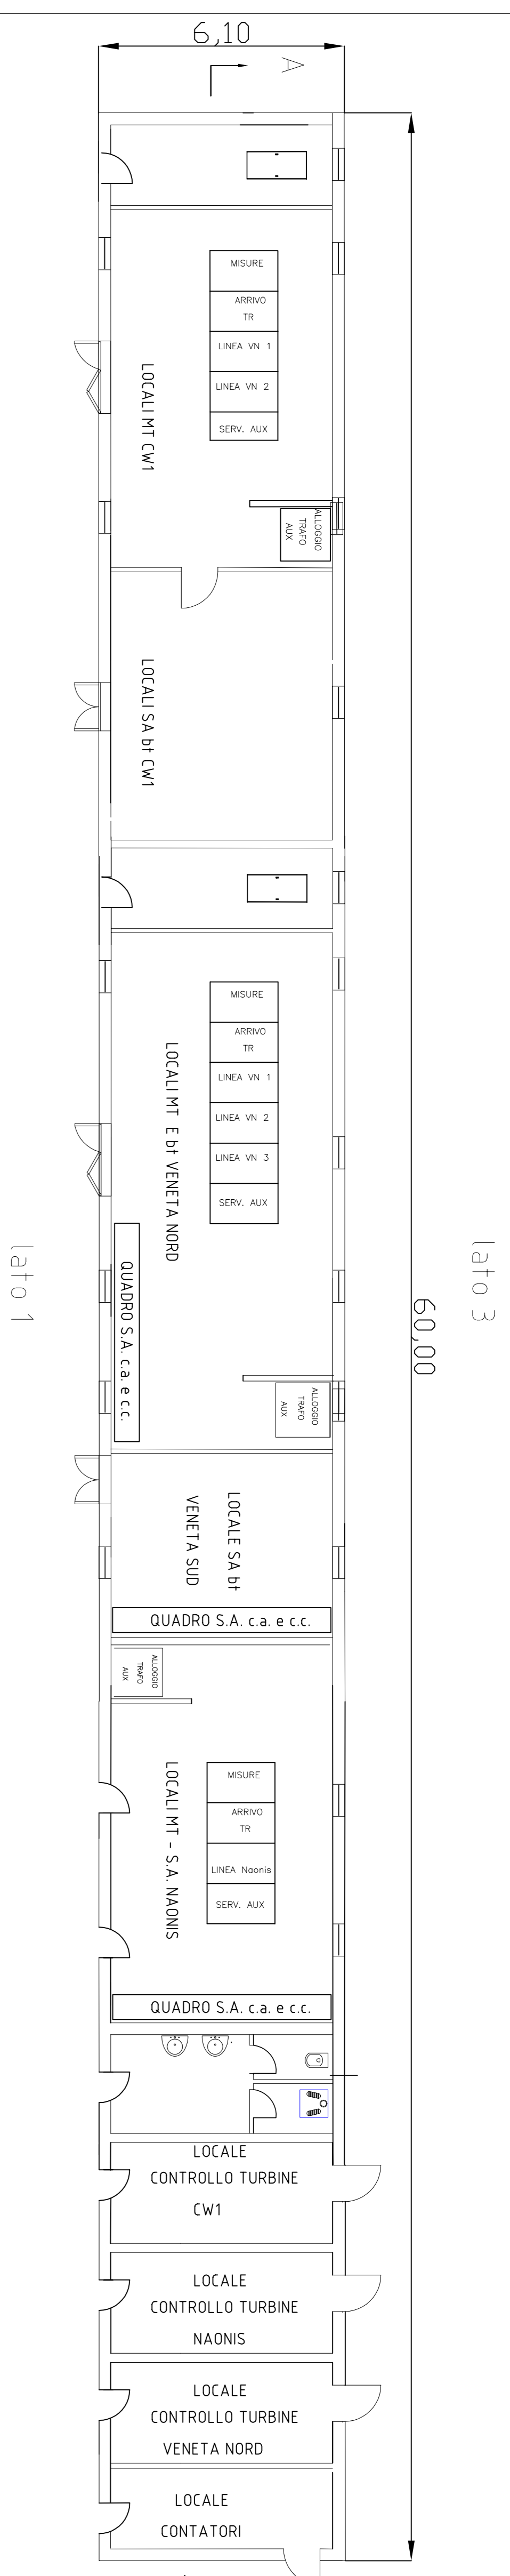 6,10
A
MISURE
ARRIVO
TR
LINEA VN 1
LINEA VN 2
SERV. AUX
LOCALI MT CW1
ALLOGGIO
TRAFO
AUX
LOCALI SA bt CW1
MISURE
ARRIVO
TR
LINEA VN 1
LINEA VN 2
LINEA VN 3
SERV. AUX
LOCALI MT E bt VENETA NORD
QUADRO S.A. c.a. e c.c.
lato 1
lato 3
60,00
ALLOGGIO
TRAFO
AUX
LOCALE SA bt
VENETA SUD
QUADRO S.A. c.a. e c.c.
ALLOGGIO
TRAFO
AUX
MISURE
ARRIVO
TR
LINEA Naonis
SERV. AUX
LOCALI MT - S.A. NAONIS
QUADRO S.A. c.a. e c.c.
LOCALE
CONTROLLO TURBINE
CW1
LOCALE
CONTROLLO TURBINE
NAONIS
LOCALE
CONTROLLO TURBINE
VENETA NORD
LOCALE
CONTATORI